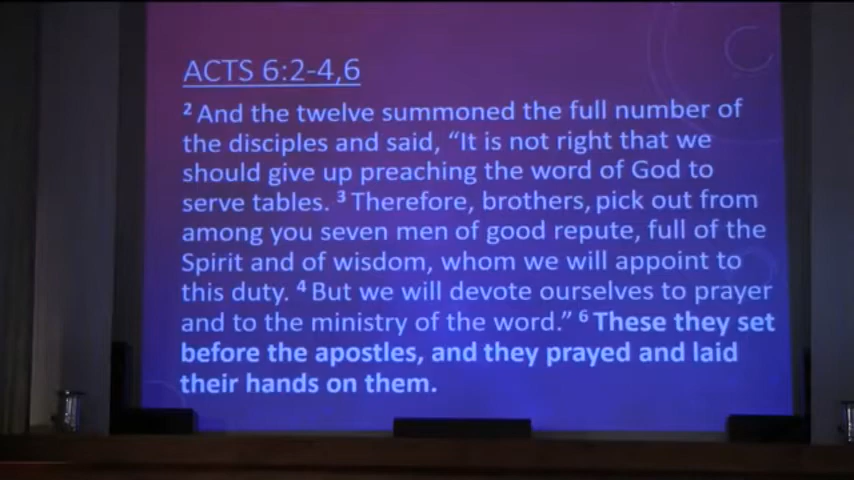 ACTS 6:2-4,6
² And the twelve summoned the full number of
the disciples and said, “It is not right that we
should give up preaching the word of God to
serve tables. ³ Therefore, brothers, pick out from
among you seven men of good repute, full of the
Spirit and of wisdom, whom we will appoint to
this duty. ⁴ But we will devote ourselves to prayer
and to the ministry of the word.” ⁶ These they set
before the apostles, and they prayed and laid
their hands on them.